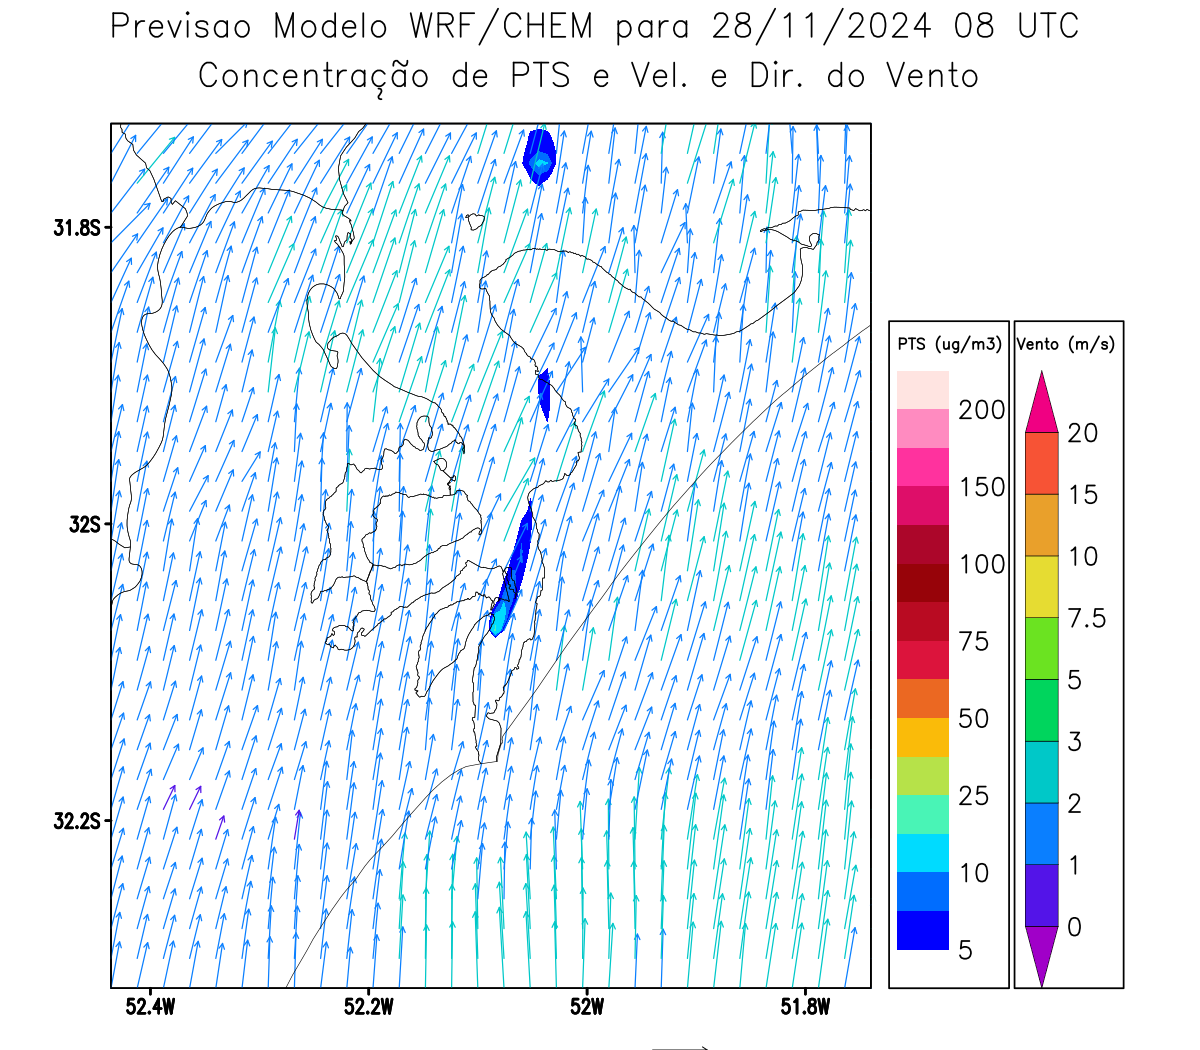 Previsao Modelo WRF/CHEM para 28/11/2024 08 UTC
Concentração de PTS e Vel. e Dir. do Vento
31.8S
32S
32.2S
52.4W
52.2W
52W
51.8W
PTS (ug/m3)
200
150
100
75
50
25
10
5
Vento (m/s)
20
15
10
7.5
5
3
2
1
0